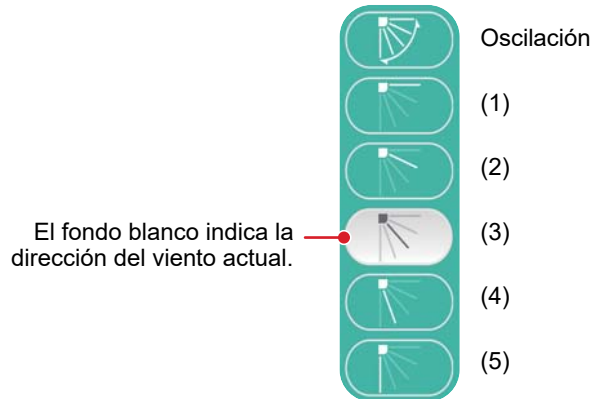 Oscilación
(1)
(2)
El fondo blanco indica la
dirección del viento actual.
(3)
(4)
(5)